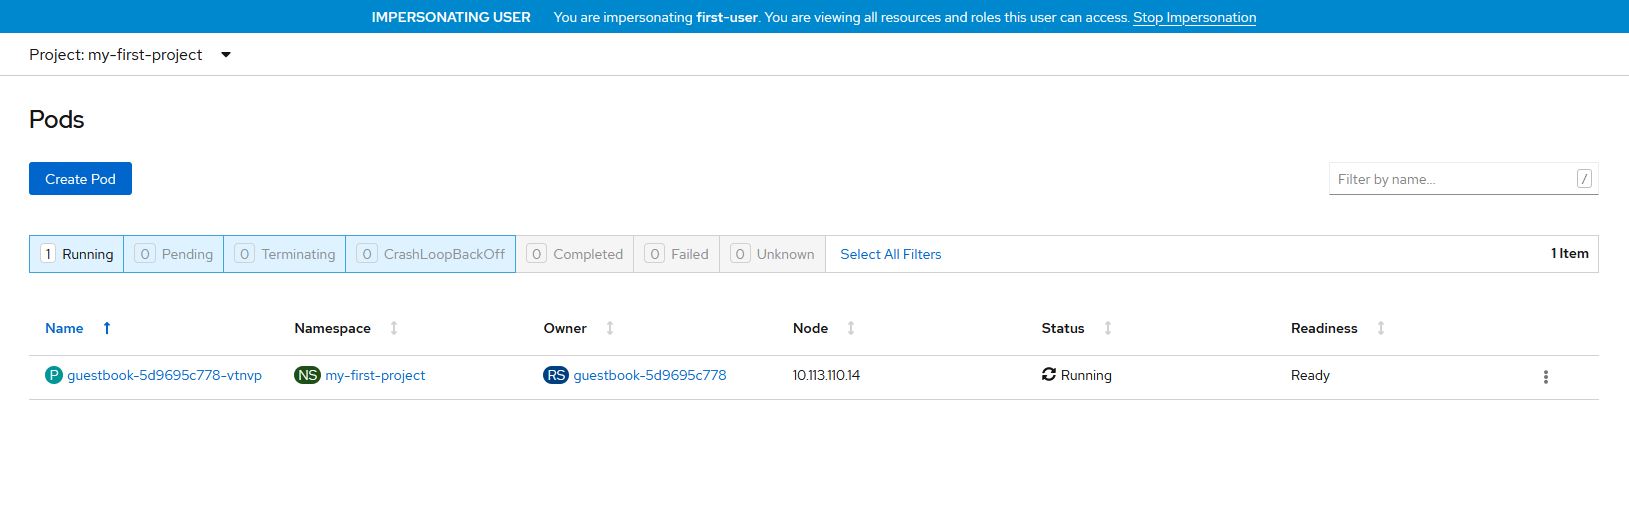 IMPERSONATING USER You are impersonating first-user. You are viewing all resources and roles this user can access. Stop Impersonation
Project: my-first-project
Pods
Create Pod
Filter by name... /
1 Running 0 Pending 0 Terminating 0 CrashLoopBackOff 0 Completed 0 Failed 0 Unknown Select All Filters 1 Item
Name Namespace Owner Node Status Readiness
P guestbook-5d9695c778-vtnvp NS my-first-project RS guestbook-5d9695c778 10.113.110.14 Running Ready